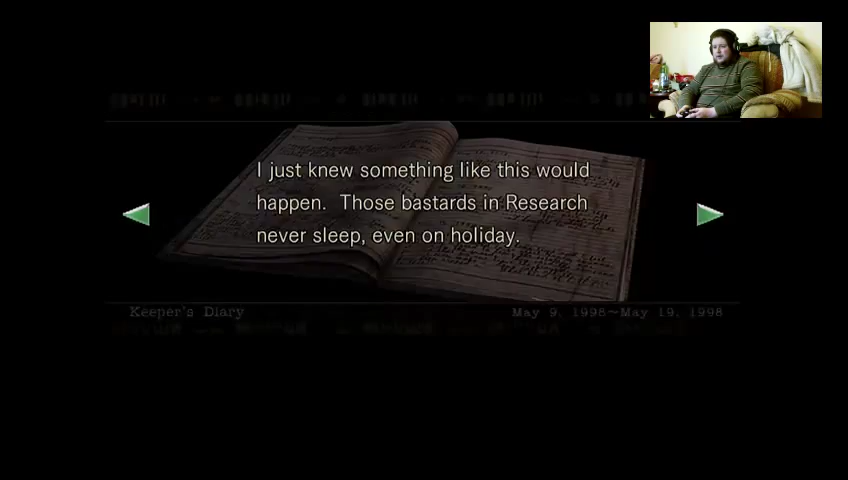 I just knew something like this would
happen. Those bastards in Research
never sleep, even on holiday.
Keeper's Diary
May 9, 1998~May 19, 1998